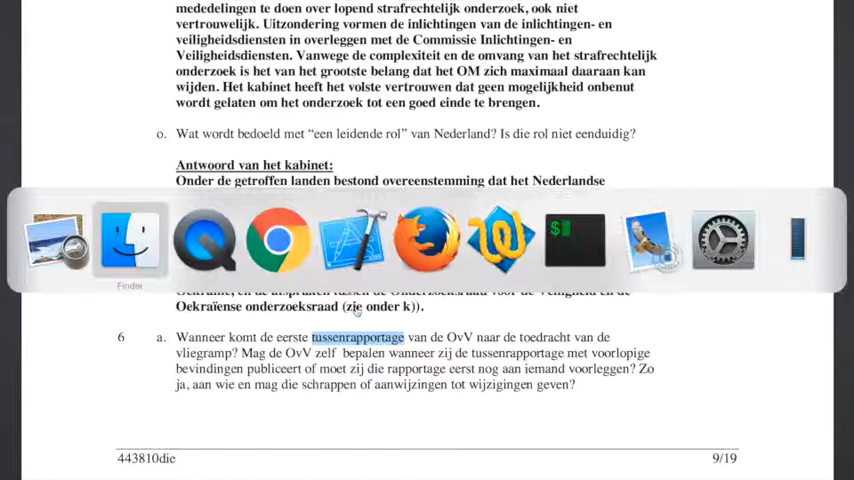 mededelingen te doen over lopend strafrechtelijk onderzoek, ook niet
vertrouwelijk. Uitzondering vormen de inlichtingen van de inlichtingen- en
veiligheidsdiensten in overleggen met de Commissie Inlichtingen- en
Veiligheidsdiensten. Vanwege de complexiteit en de omvang van het strafrechtelijk
onderzoek is het van het grootste belang dat het OM zich maximaal daaraan kan
wijden. Het kabinet heeft het volste vertrouwen dat geen mogelijkheid onbenut
wordt gelaten om het onderzoek tot een goed einde te brengen.
o. Wat wordt bedoeld met “een leidende rol” van Nederland? Is die rol niet eenduidig?
Antwoord van het kabinet:
Onder de getroffen landen bestond overeenstemming dat het Nederlandse
$
Finder
Oekraïense onderzoeksraad (zie onder k)).
6 a. Wanneer komt de eerste tussenrapportage van de OvV naar de toedracht van de
vliegramp? Mag de OvV zelf bepalen wanneer zij de tussenrapportage met voorlopige
bevindingen publiceert of moet zij die rapportage eerst nog aan iemand voorleggen? Zo
ja, aan wie en mag die schrappen of aanwijzingen tot wijzigingen geven?
443810die 9/19